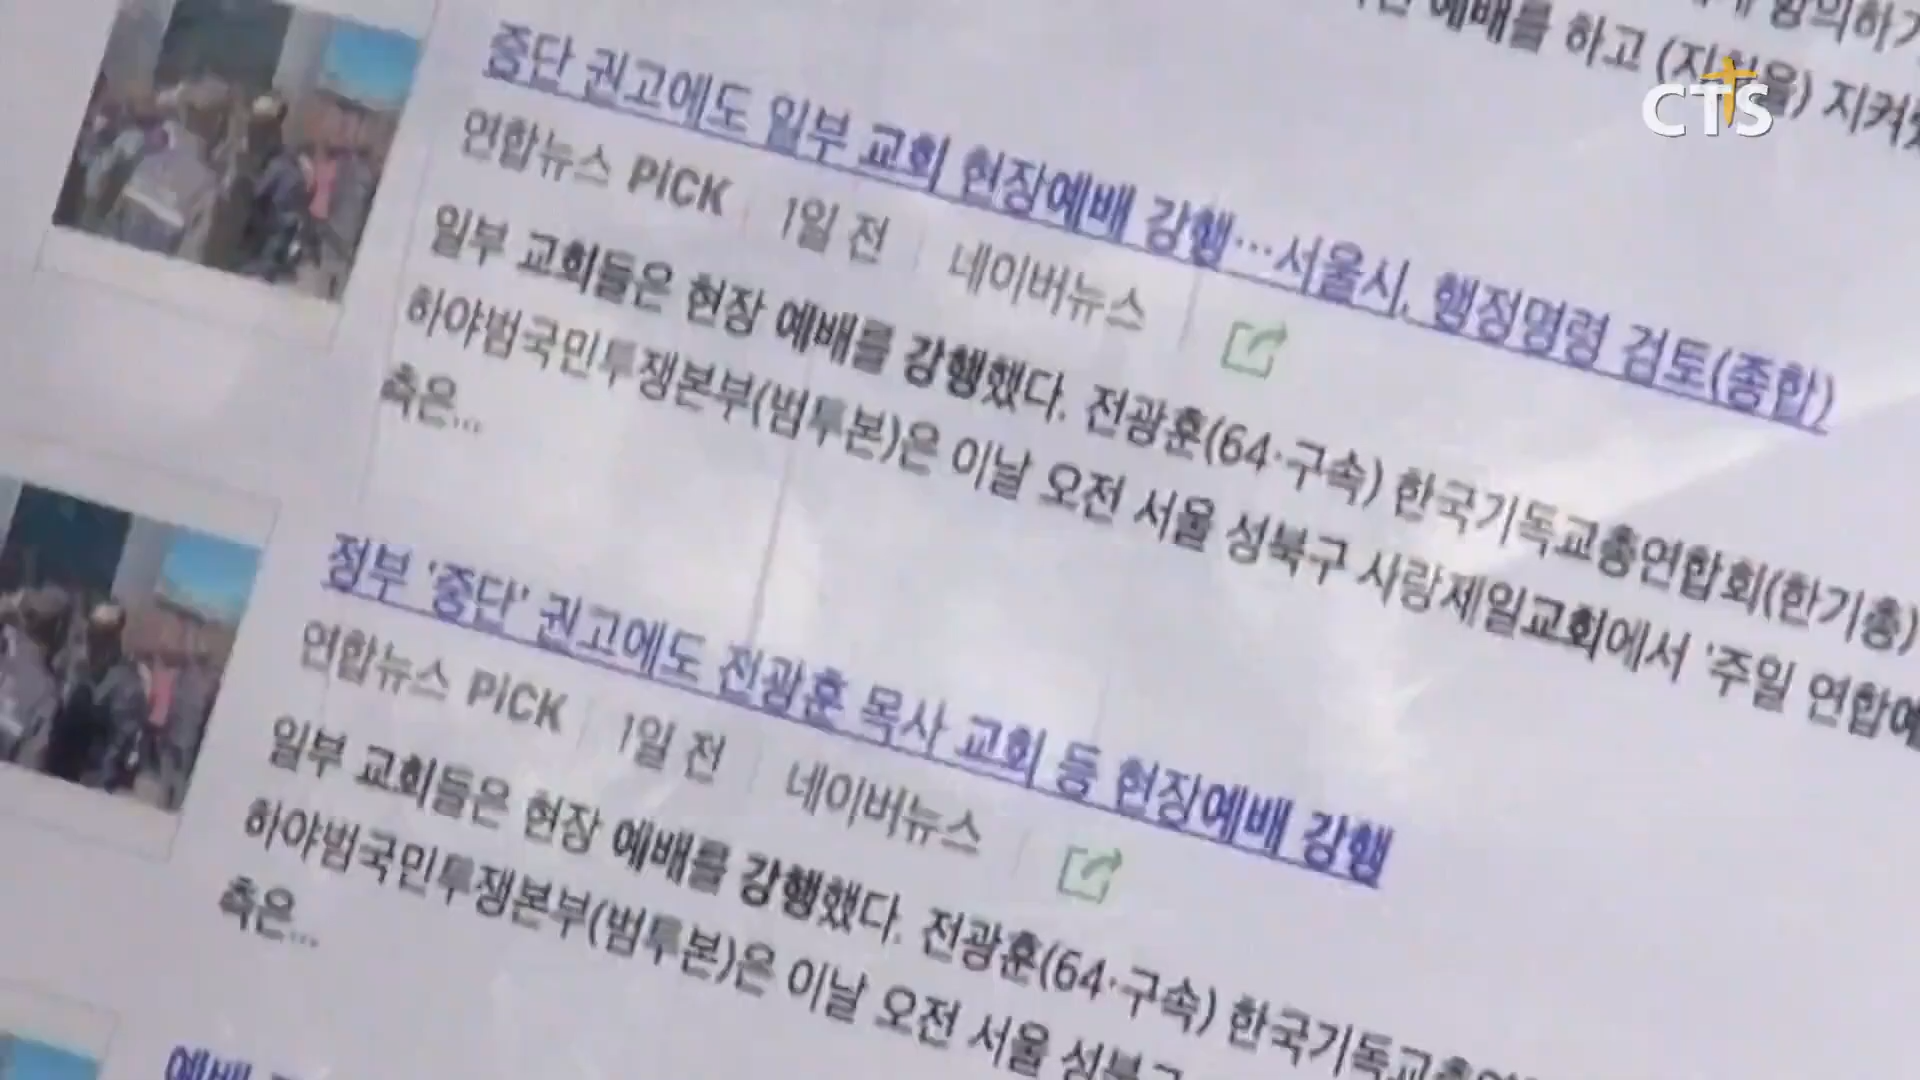 예배를 하고 (지침을) 지켜
CTS
중단 권고에도 일부 교회 현장예배 강행…서울시, 행정명령 검토(종합)
연합뉴스 PiCK 1일 전 네이버뉴스
일부 교회들은 현장 예배를 강행했다. 전광훈(64·구속) 한국기독교총연합회(한기총)
하야범국민투쟁본부(범투본)은 이날 오전 서울 성북구 사랑제일교회에서 '주일 연합예
측은...
정부 '중단' 권고에도 전광훈 목사 교회 등 현장예배 강행
연합뉴스 PiCK 1일 전 네이버뉴스
일부 교회들은 현장 예배를 강행했다. 전광훈(64·구속) 한국기독교총연
하야범국민투쟁본부(범투본)은 이날 오전 서울 성북구
측은...
예배